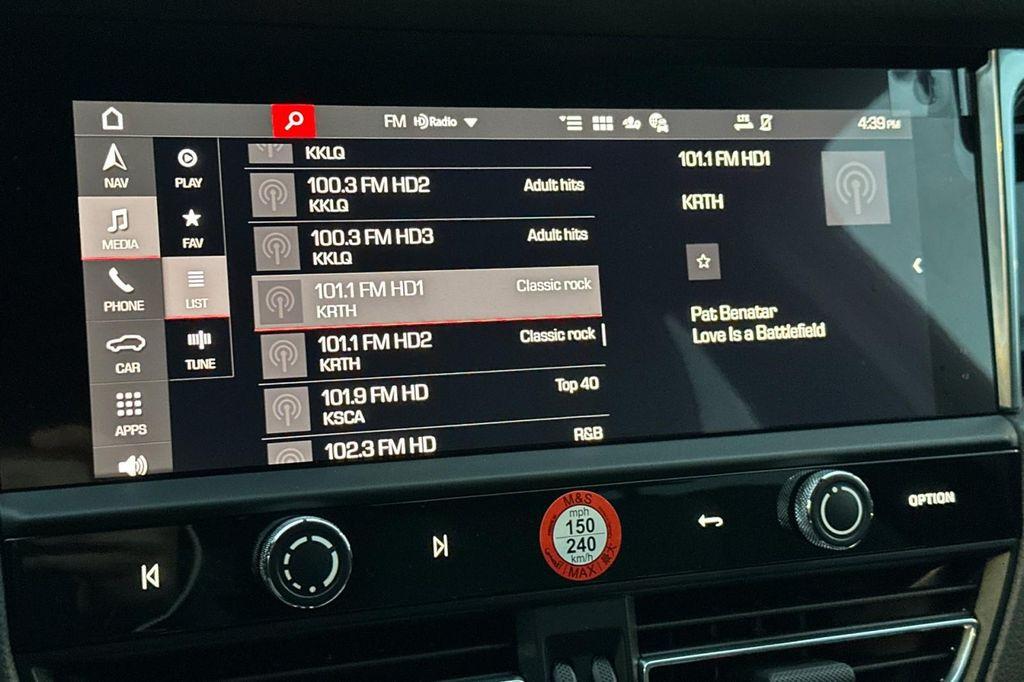 FM HD Radio
LTE
4:39 PM
NAV
MEDIA
PHONE
CAR
APPS
PLAY
FAV
LIST
TUNE
KKLQ
100.3 FM HD2 Adult hits
KKLQ
100.3 FM HD3 Adult hits
KKLQ
101.1 FM HD1 Classic rock
KRTH
101.1 FM HD2 Classic rock
KRTH
101.9 FM HD Top 40
KSCA
102.3 FM HD R&B
101.1 FM HD1
KRTH
Pat Benatar
Love Is a Battlefield
M&S
mph
150
240
km/h
MAX
最大
OPTION